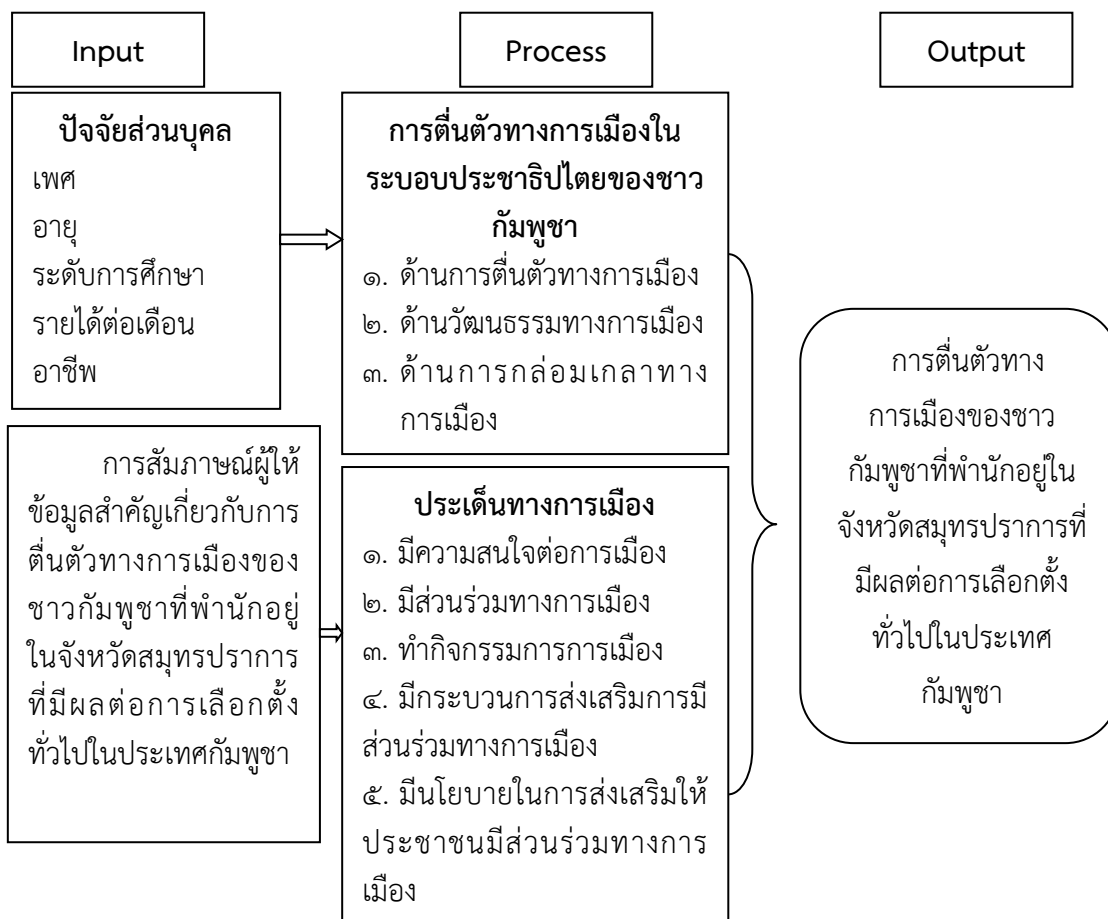 Input
Process
Output
ปัจจัยส่วนบุคล
เพศ
อายุ
ระดับการศึกษา
รายได้ต่อเดือน
อาชีพ
การสัมภาษณ์ผู้ให้
ข้อมูลสำคัญเกี่ยวกับการ
ตื่นตัวทางการเมืองของ
ชาวกัมพูชาที่พำนักอยู่
ในจังหวัดสมุทรปราการ
ที่มีผลต่อการเลือกตั้ง
ทั่วไปในประเทศกัมพูชา
การตื่นตัวทางการเมืองใน
ระบอบประชาธิปไตยของชาว
กัมพูชา
๑. ด้านการตื่นตัวทางการเมือง
๒. ด้านวัฒนธรรมทางการเมือง
๓. ด้านการกล่อมเกลาทาง
การเมือง
ประเด็นทางการเมือง
๑. มีความสนใจต่อการเมือง
๒. มีส่วนร่วมทางการเมือง
๓. ทำกิจกรรมการการเมือง
๔. มีกระบวนการส่งเสริมการมี
ส่วนร่วมทางการเมือง
๕. มีนโยบายในการส่งเสริมให้
ประชาชนมีส่วนร่วมทางการ
เมือง
การตื่นตัวทาง
การเมืองของชาว
กัมพูชาที่พำนักอยู่ใน
จังหวัดสมุทรปราการที่
มีผลต่อการเลือกตั้ง
ทั่วไปในประเทศ
กัมพูชา